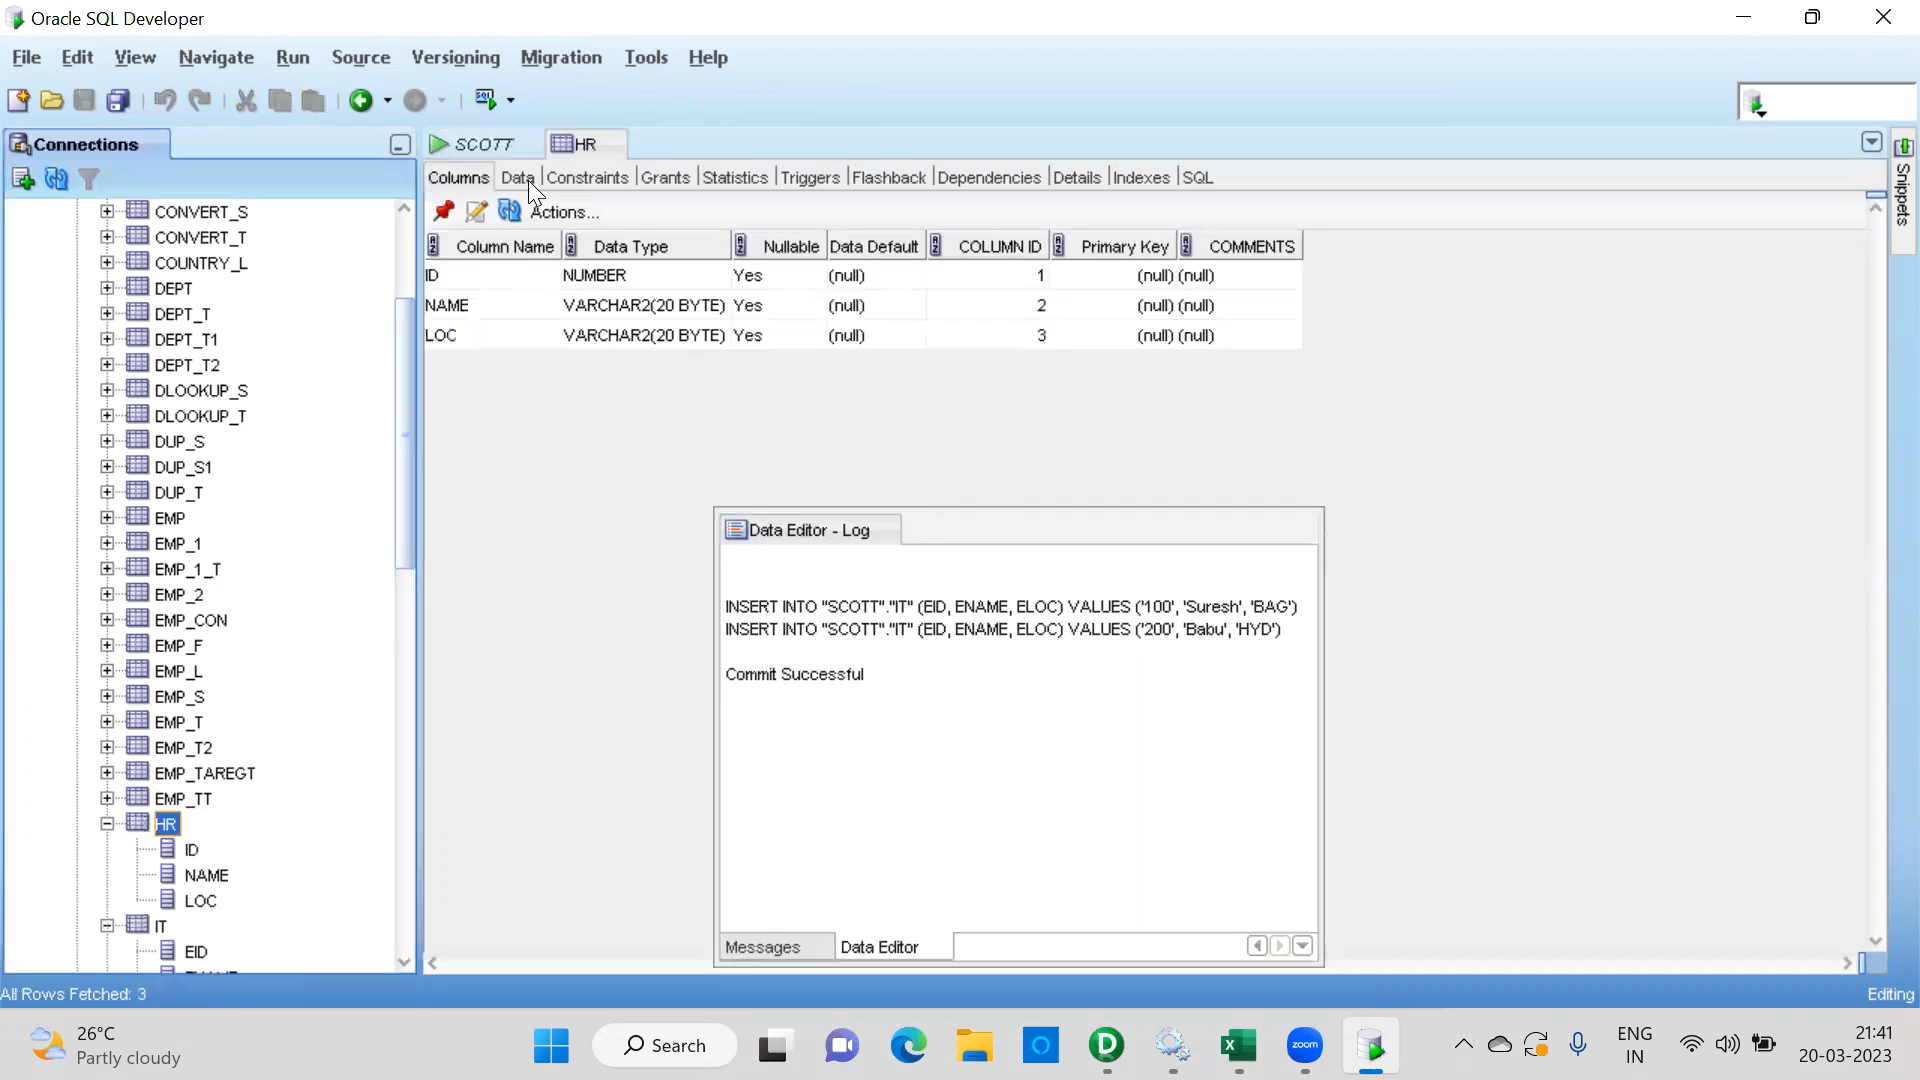 Oracle SQL Developer
File Edit View Navigate Run Source Versioning Migration Tools Help
Connections
SCOTT
HR
Columns Data Constraints Grants Statistics Triggers Flashback Dependencies Details Indexes SQL
Actions...
Column Name Data Type Nullable Data Default COLUMN ID Primary Key COMMENTS
ID NUMBER Yes (null) 1 (null) (null)
NAME VARCHAR2(20 BYTE) Yes (null) 2 (null) (null)
LOC VARCHAR2(20 BYTE) Yes (null) 3 (null) (null)
Snippets
CONVERT_S
CONVERT_T
COUNTRY_L
DEPT
DEPT_T
DEPT_T1
DEPT_T2
DLOOKUP_S
DLOOKUP_T
DUP_S
DUP_S1
DUP_T
EMP
EMP_1
EMP_1_T
EMP_2
EMP_CON
EMP_F
EMP_L
EMP_S
EMP_T
EMP_T2
EMP_TAREGT
EMP_TT
HR
ID
NAME
LOC
IT
EID
Data Editor - Log
INSERT INTO "SCOTT"."IT" (EID, ENAME, ELOC) VALUES ('100', 'Suresh', 'BAG')
INSERT INTO "SCOTT"."IT" (EID, ENAME, ELOC) VALUES ('200', 'Babu', 'HYD')
Commit Successful
Messages Data Editor
All Rows Fetched: 3
Editing
26°C
Partly cloudy
Search
zoom
ENG
IN
21:41
20-03-2023